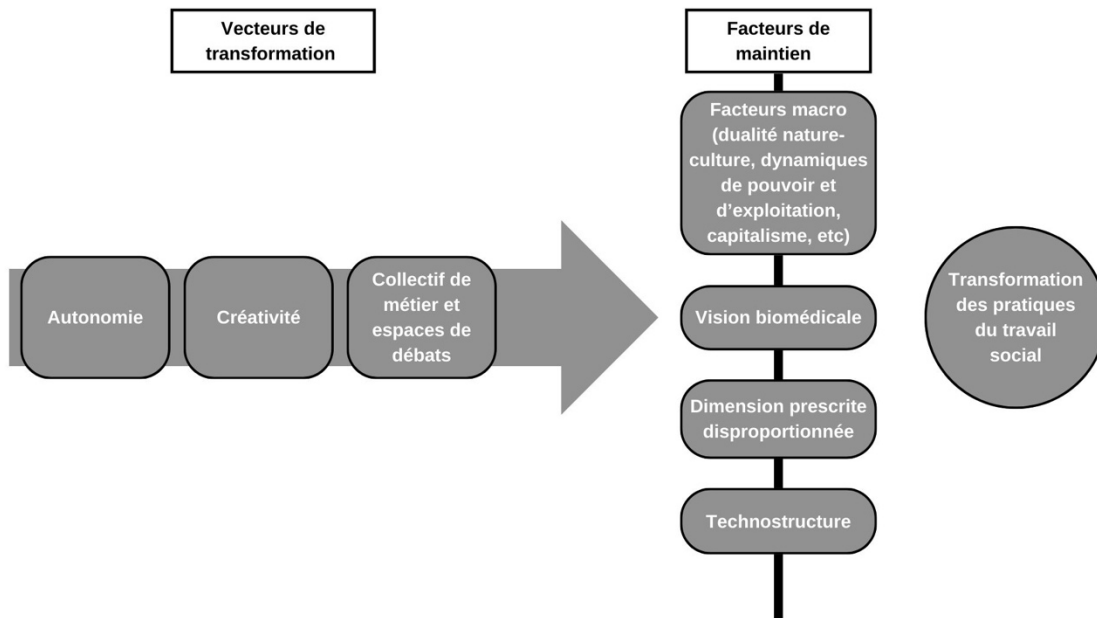 Vecteurs de
transformation
Facteurs de
maintien
Facteurs macro
(dualité nature-
culture, dynamiques
de pouvoir et
d’exploitation,
capitalisme, etc)
Autonomie
Créativité
Collectif de
métier et
espaces de
débats
Vision biomédicale
Dimension prescrite
disproportionnée
Technostructure
Transformation
des pratiques
du travail
social